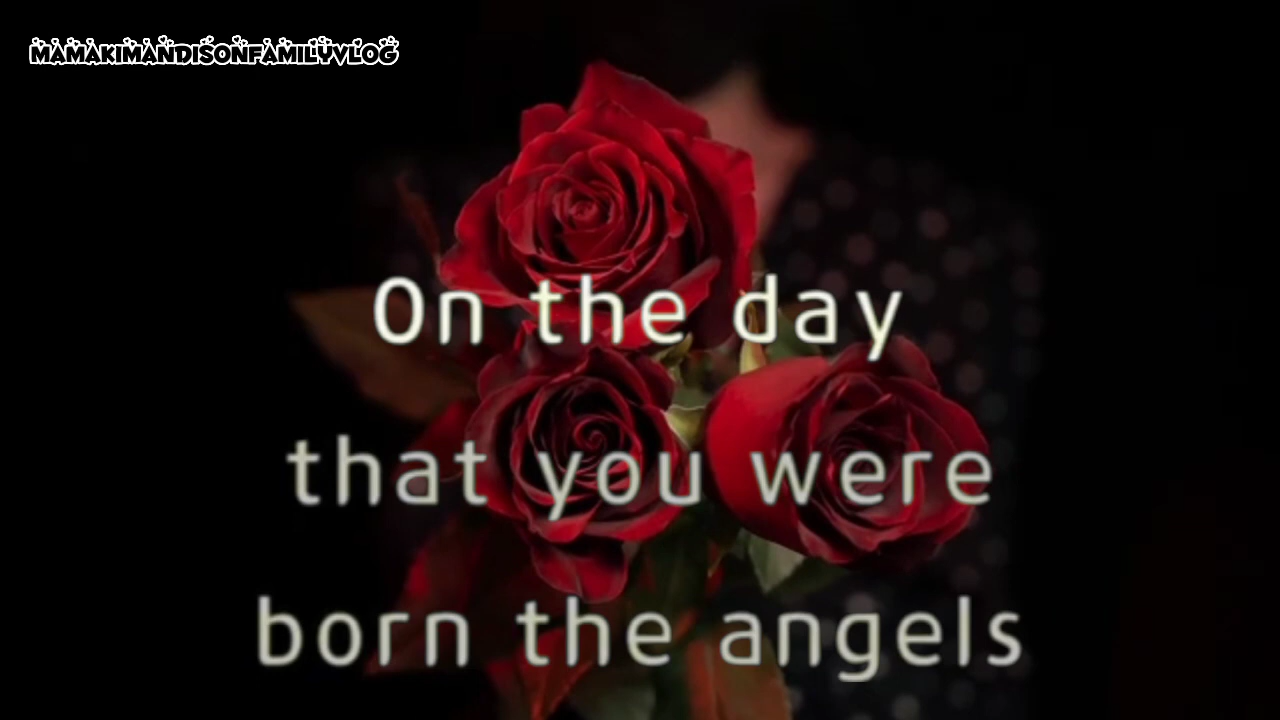 MAMAKIMANDISONFAMILYVLOG
On the day
that you were
born the angels